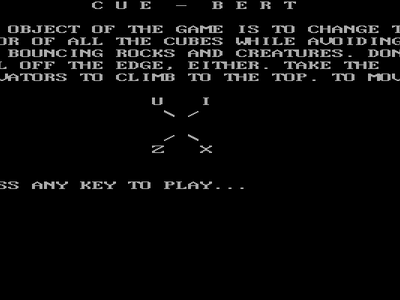 C U E - B E R T
OBJECT OF THE GAME IS TO CHANGE T
OR OF ALL THE CUBES WHILE AVOIDING
BOUNCING ROCKS AND CREATURES. DON
L OFF THE EDGE, EITHER. TAKE THE
VATORS TO CLIMB TO THE TOP. TO MOV
U I
Z X
SS ANY KEY TO PLAY...